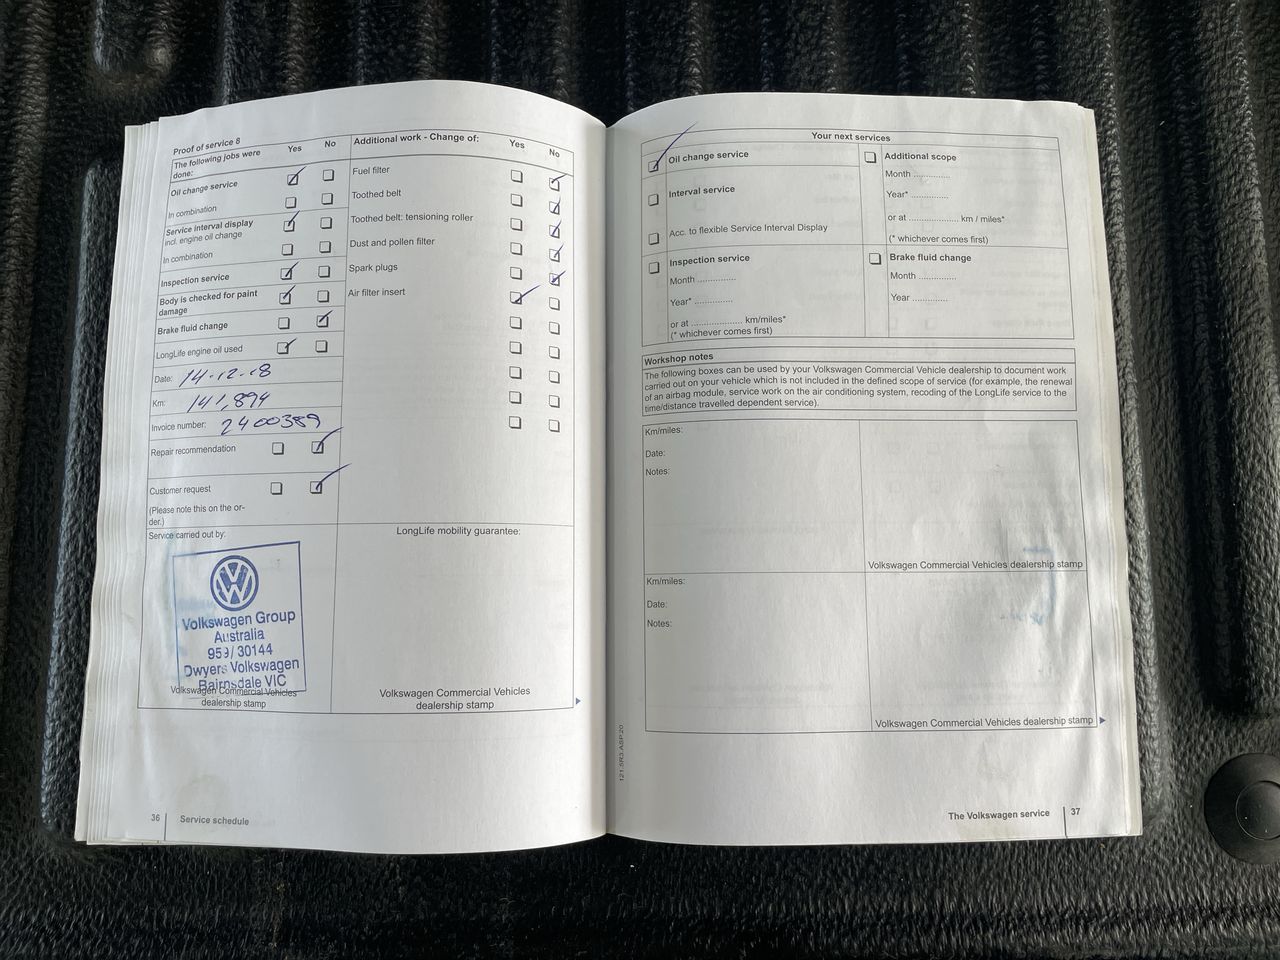 Proof of service 8
The following jobs were
done:
Yes
No
Oil change service
In combination
Service interval display
incl. engine oil change
In combination
Inspection service
Body is checked for paint
damage
Brake fluid change
LongLife engine oil used
Date: 14-12-18
Km: 141,894
Invoice number: 2400389
Repair recommendation
Customer request
(Please note this on the or-
der.)
Service carried out by:
Volkswagen Group
Australia
959/30144
Dwyers Volkswagen
Bairnsdale VIC
Volkswagen Commercial Vehicles
dealership stamp
Additional work - Change of:
Yes
No
Fuel filter
Toothed belt
Toothed belt: tensioning roller
Dust and pollen filter
Spark plugs
Air filter insert
LongLife mobility guarantee:
Volkswagen Commercial Vehicles
dealership stamp
36
Service schedule
Your next services
Oil change service
Interval service
Acc. to flexible Service Interval Display
Inspection service
Month ..............
Year* ..............
or at ................... km/miles*
(* whichever comes first)
Additional scope
Month ..............
Year* ..............
or at ................... km / miles*
(* whichever comes first)
Brake fluid change
Month ..............
Year ..............
Workshop notes
The following boxes can be used by your Volkswagen Commercial Vehicle dealership to document work
carried out on your vehicle which is not included in the defined scope of service (for example, the renewal
of an airbag module, service work on the air conditioning system, recoding of the LongLife service to the
time/distance travelled dependent service).
Km/miles:
Date:
Notes:
Volkswagen Commercial Vehicles dealership stamp
Km/miles:
Date:
Notes:
Volkswagen Commercial Vehicles dealership stamp
121.5R3.ASP.20
The Volkswagen service
37